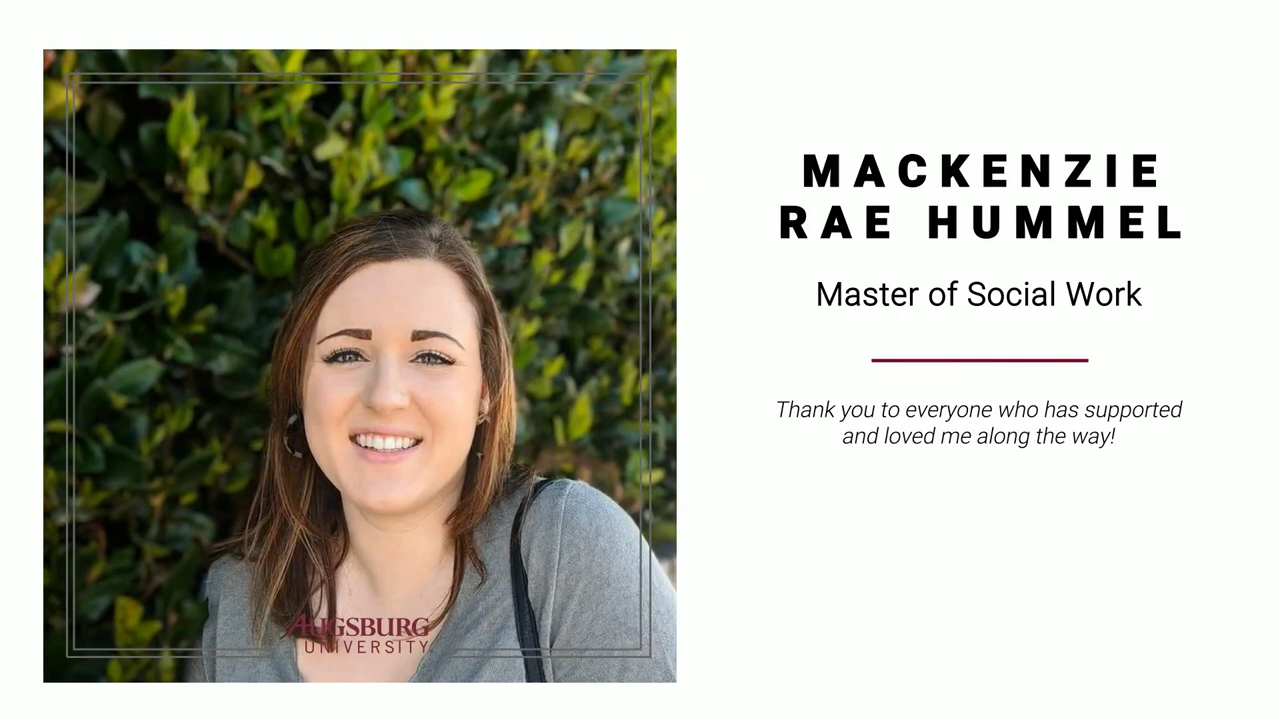 MACKENZIE
RAE HUMMEL
Master of Social Work
Thank you to everyone who has supported
and loved me along the way!
AUGSBURG
UNIVERSITY